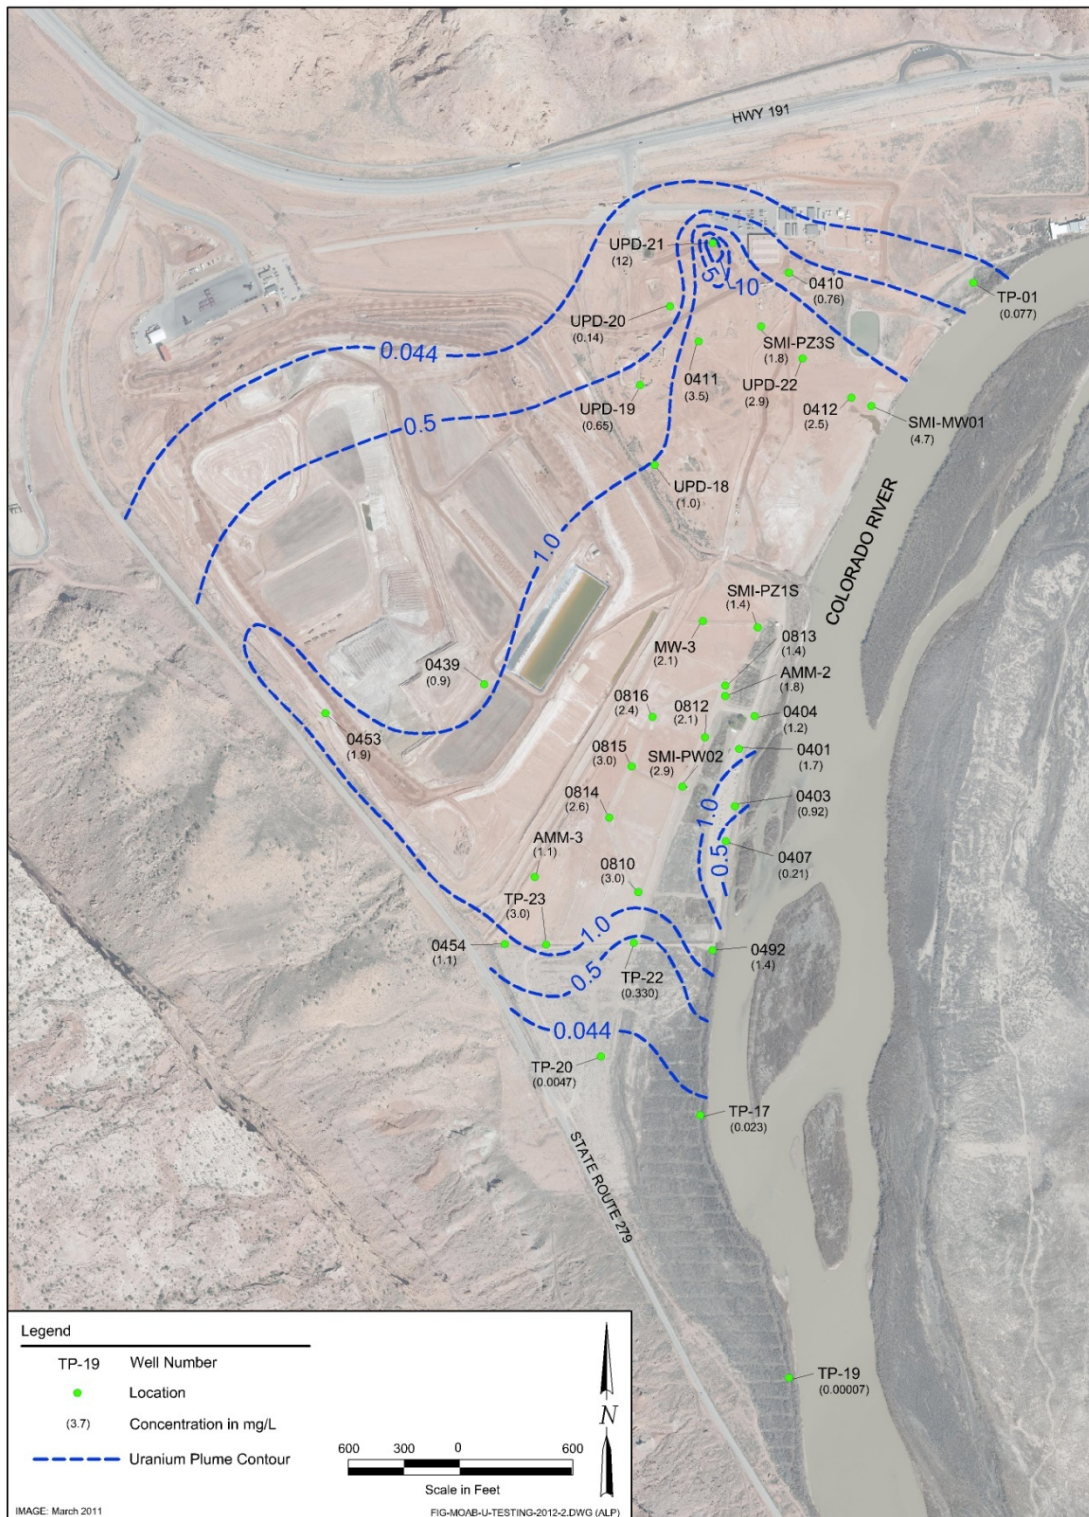 HWY 191
UPD-21
(12)
5
10
0410
(0.76)
TP-01
(0.077)
UPD-20
(0.14)
SMI-PZ3S
(1.8)
0.044
0411
(3.5)
UPD-22
(2.9)
UPD-19
(0.65)
0412
(2.5)
SMI-MW01
(4.7)
0.5
UPD-18
(1.0)
COLORADO RIVER
1.0
SMI-PZ1S
(1.4)
MW-3
(2.1)
0813
(1.4)
0439
(0.9)
AMM-2
(1.8)
0816
(2.4)
0812
(2.1)
0404
(1.2)
0453
(1.9)
0401
(1.7)
0815
(3.0)
SMI-PW02
(2.9)
0403
(0.92)
1.0
0814
(2.6)
0.5
0407
(0.21)
AMM-3
(1.1)
0810
(3.0)
TP-23
(3.0)
1.0
0454
(1.1)
0492
(1.4)
0.5
TP-22
(0.330)
0.044
TP-20
(0.0047)
TP-17
(0.023)
STATE ROUTE 279
TP-19
(0.00007)
Legend
TP-19 Well Number
Location
(3.7) Concentration in mg/L
Uranium Plume Contour
N
600 300 0 600
Scale in Feet
IMAGE: March 2011
FIG-MOAB-U-TESTING-2012-2.DWG (ALP)